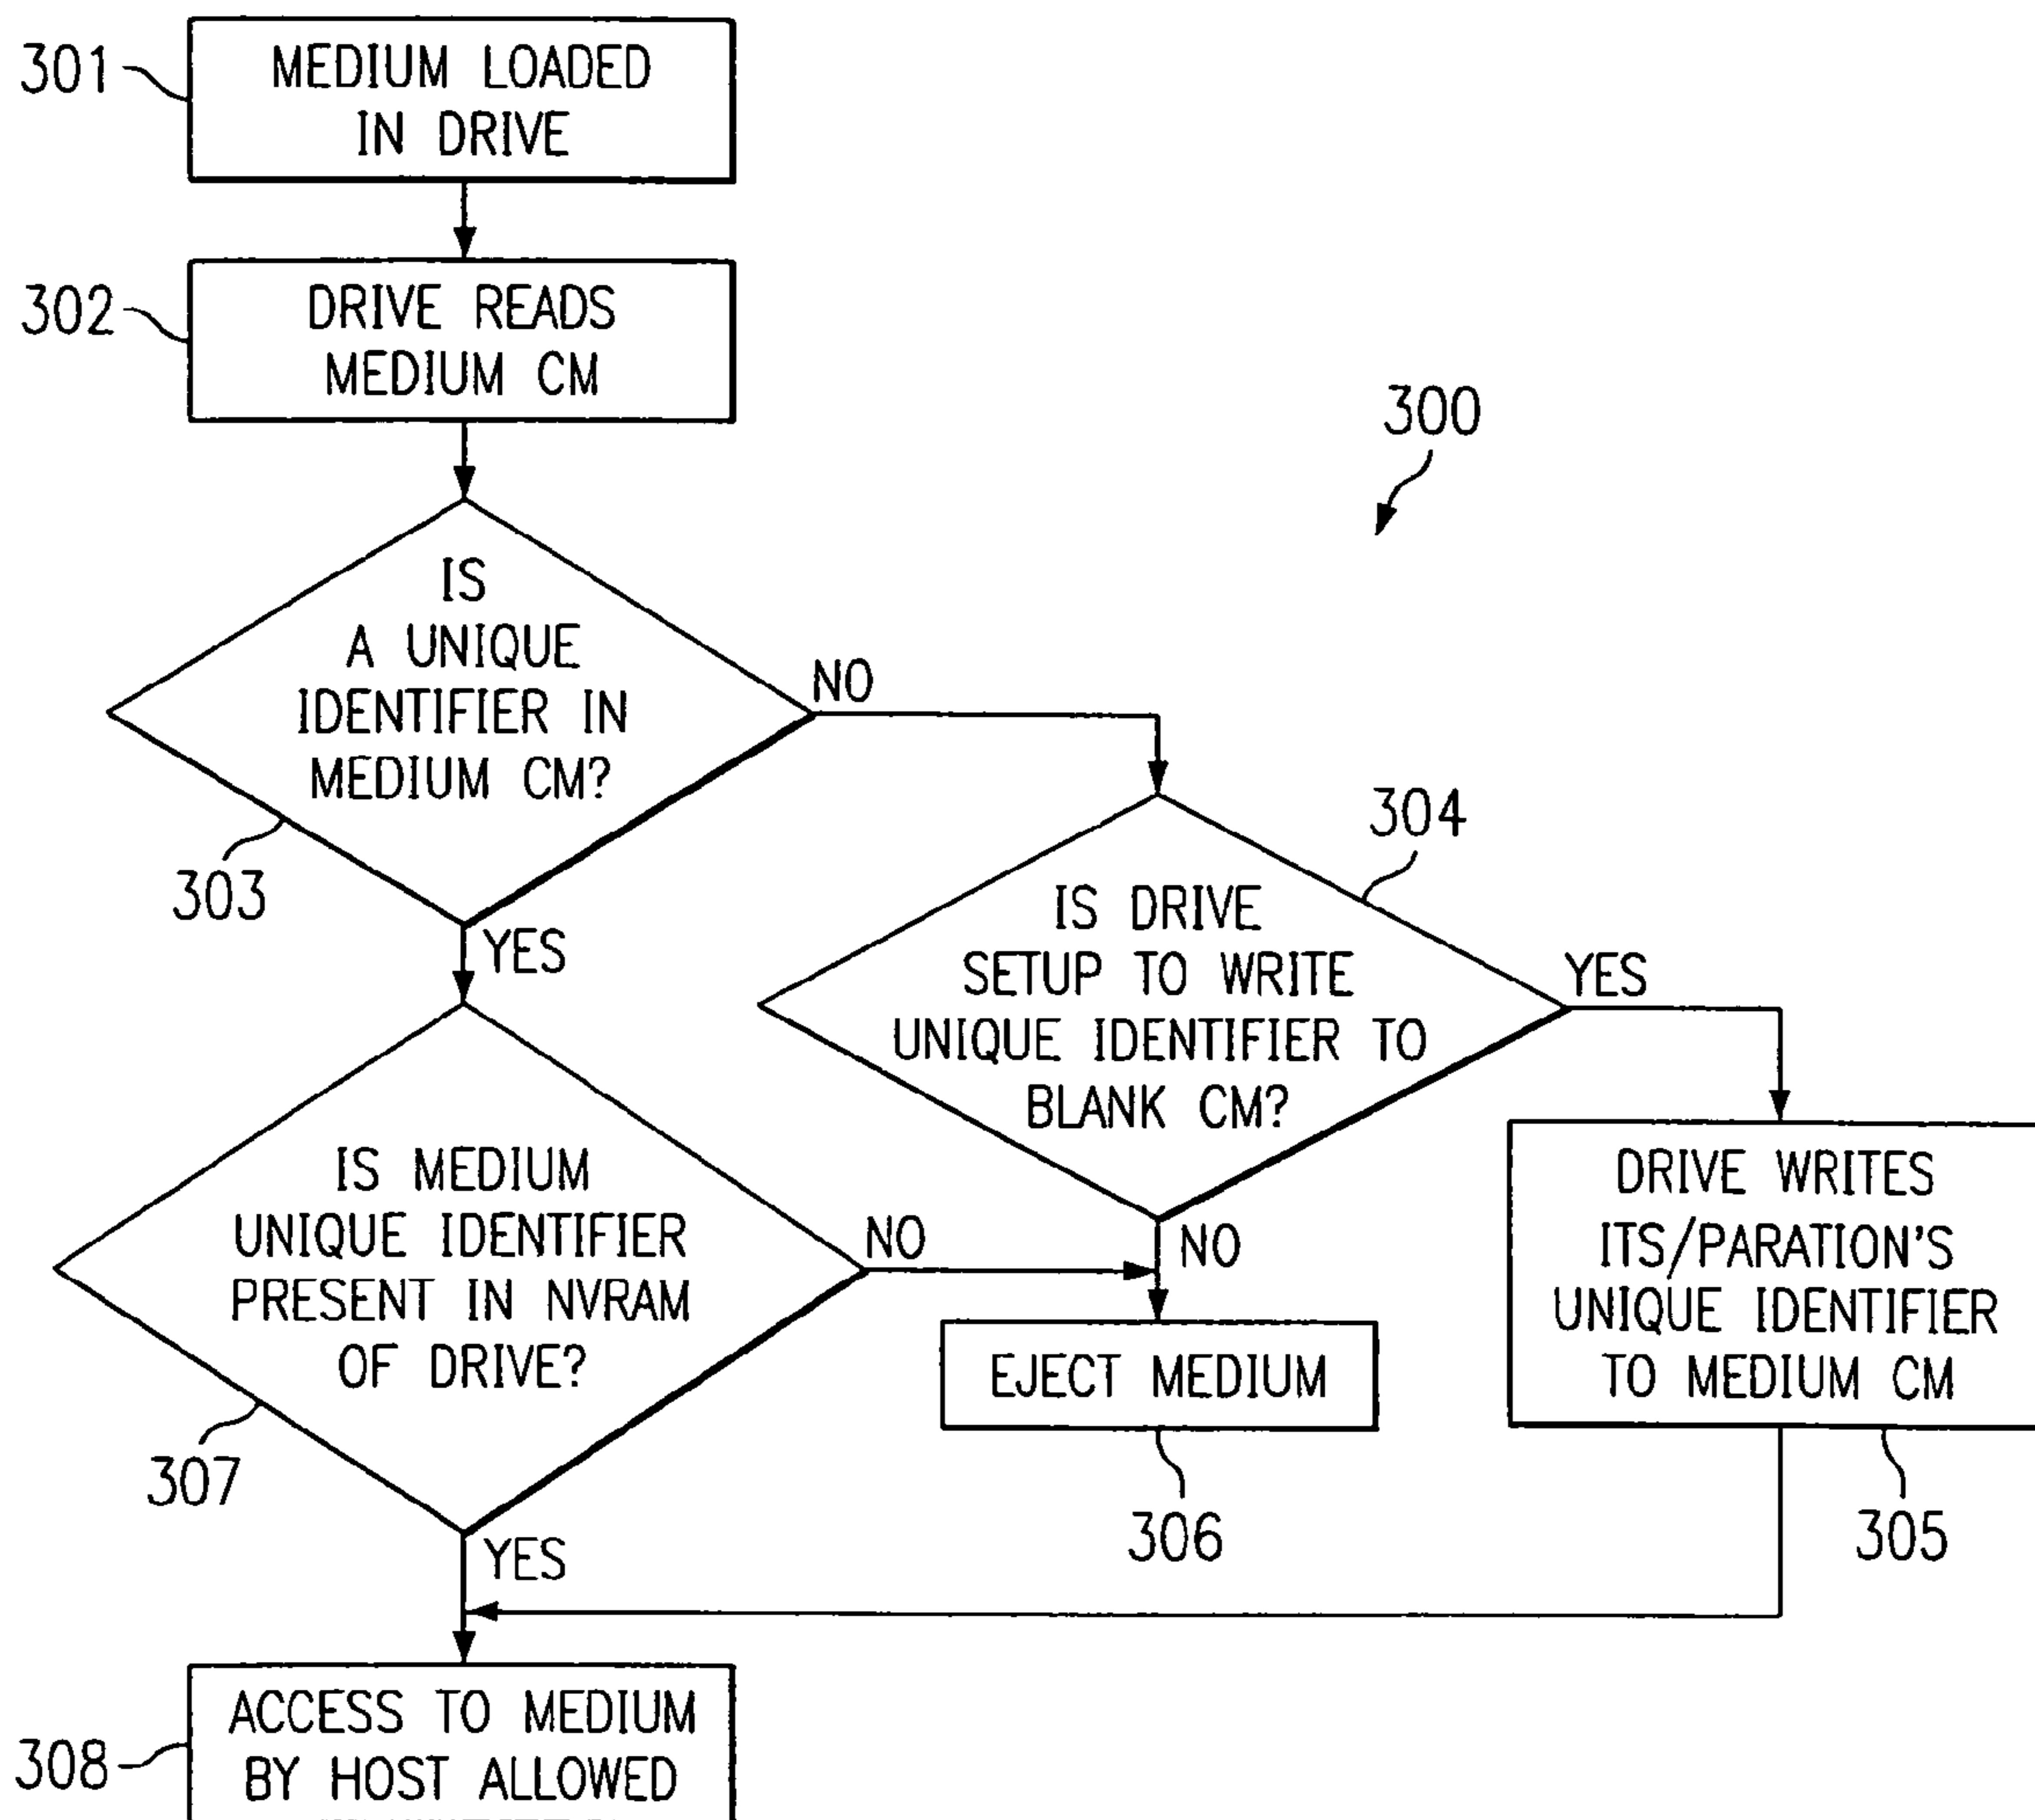 301
MEDIUM LOADED
IN DRIVE
302
DRIVE READS
MEDIUM CM
300
IS
A UNIQUE
IDENTIFIER IN
MEDIUM CM?
NO
303
YES
304
IS DRIVE
SETUP TO WRITE
UNIQUE IDENTIFIER TO
BLANK CM?
YES
NO
IS MEDIUM
UNIQUE IDENTIFIER
PRESENT IN NVRAM
OF DRIVE?
NO
307
YES
EJECT MEDIUM
306
DRIVE WRITES
ITS/PARATION'S
UNIQUE IDENTIFIER
TO MEDIUM CM
305
308
ACCESS TO MEDIUM
BY HOST ALLOWED